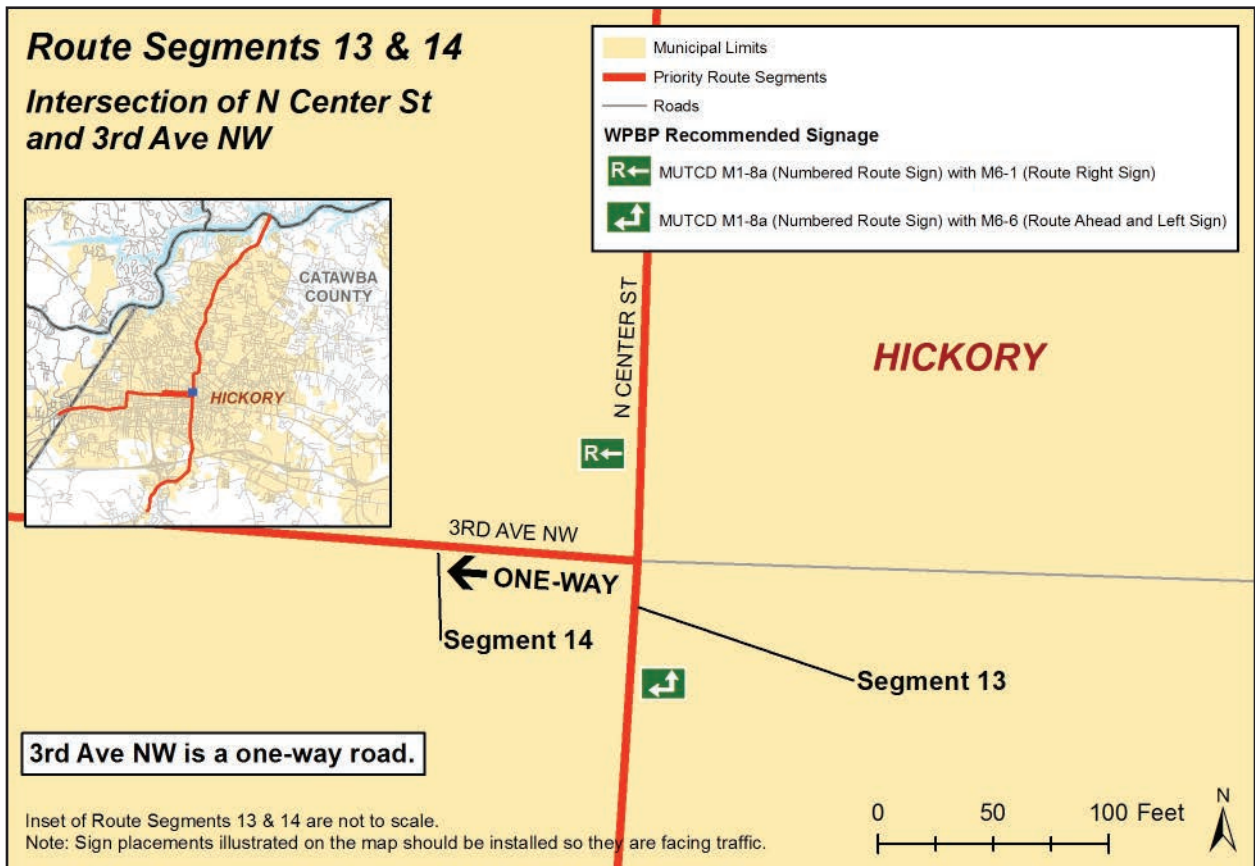 Route Segments 13 & 14
Intersection of N Center St
and 3rd Ave NW
Municipal Limits
Priority Route Segments
Roads
WPBP Recommended Signage
R← MUTCD M1-8a (Numbered Route Sign) with M6-1 (Route Right Sign)
MUTCD M1-8a (Numbered Route Sign) with M6-6 (Route Ahead and Left Sign)
CATAWBA
COUNTY
HICKORY
N CENTER ST
HICKORY
R←
3RD AVE NW
← ONE-WAY
Segment 14
Segment 13
3rd Ave NW is a one-way road.
Inset of Route Segments 13 & 14 are not to scale.
Note: Sign placements illustrated on the map should be installed so they are facing traffic.
0 50 100 Feet
N